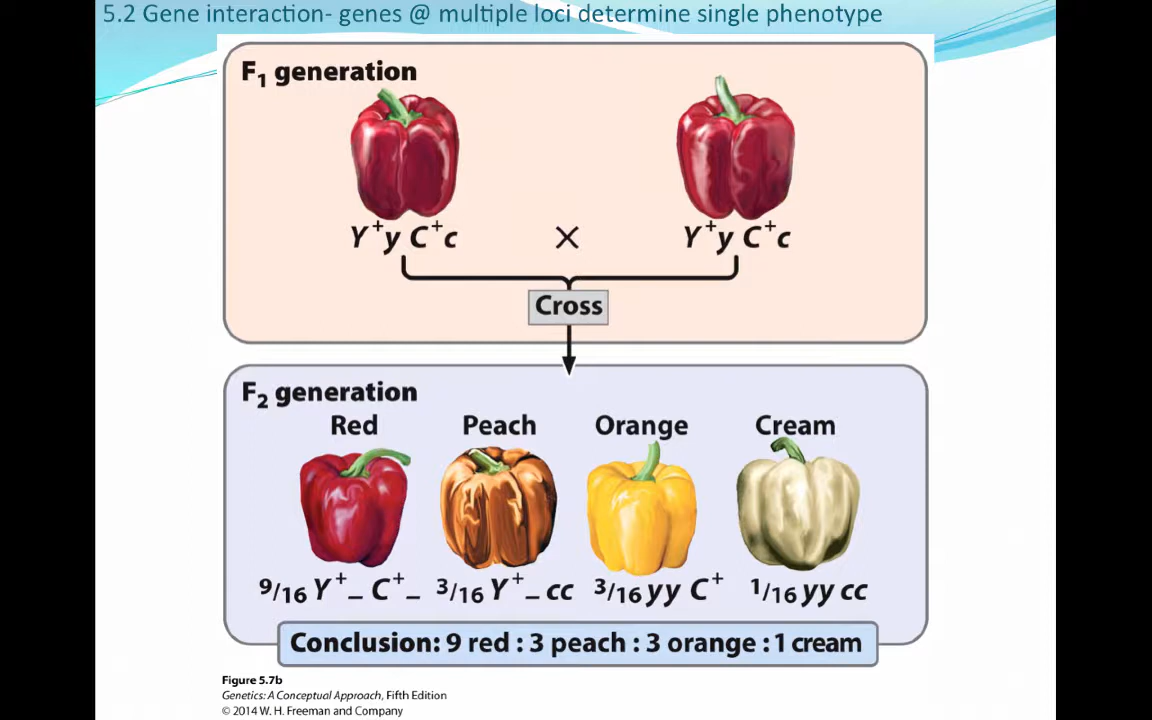 5.2 Gene interaction- genes @ multiple loci determine single phenotype
F₁ generation
Y⁺y C⁺c × Y⁺y C⁺c
Cross
F₂ generation
Red Peach Orange Cream
9/16 Y⁺_ C⁺_ 3/16 Y⁺_ cc 3/16 yy C⁺ 1/16 yy cc
Conclusion: 9 red : 3 peach : 3 orange : 1 cream
Figure 5.7b
Genetics: A Conceptual Approach, Fifth Edition
© 2014 W. H. Freeman and Company